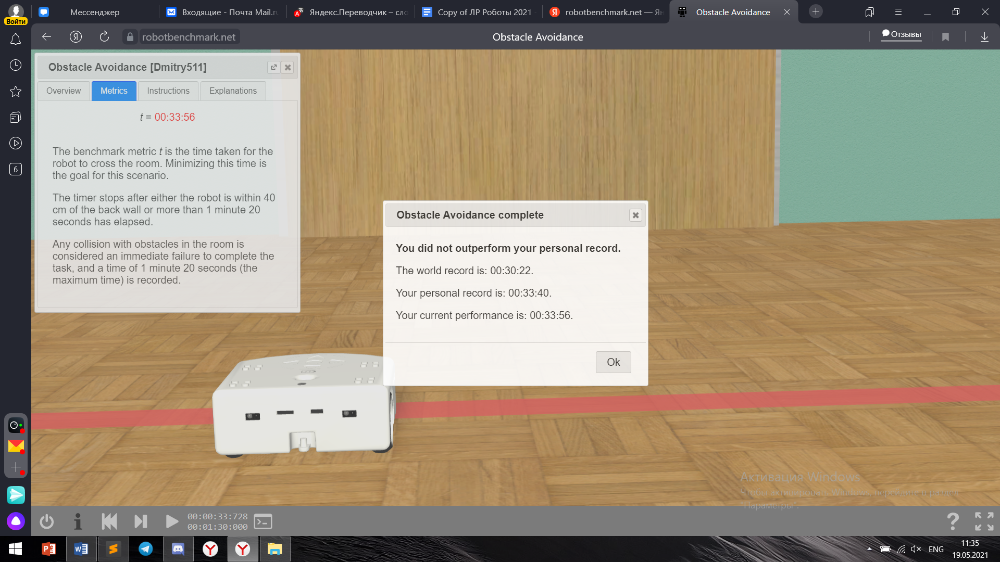 Войти
Мессенджер
Входящие - Почта Mail.ru
Яндекс.Переводчик – сло
Copy of ЛР Роботы 2021 -
robotbenchmark.net — Ян
Obstacle Avoidance
robotbenchmark.net
Obstacle Avoidance
Отзывы
6
Obstacle Avoidance [Dmitry511]
Overview
Metrics
Instructions
Explanations
t = 00:33:56
The benchmark metric t is the time taken for the
robot to cross the room. Minimizing this time is
the goal for this scenario.
The timer stops after either the robot is within 40
cm of the back wall or more than 1 minute 20
seconds has elapsed.
Any collision with obstacles in the room is
considered an immediate failure to complete the
task, and a time of 1 minute 20 seconds (the
maximum time) is recorded.
Obstacle Avoidance complete
You did not outperform your personal record.
The world record is: 00:30:22.
Your personal record is: 00:33:40.
Your current performance is: 00:33:56.
Ok
Активация Windows
Чтобы активировать Windows, перейдите в раздел
"Параметры".
00:00:33:728
00:01:30:000
ENG
11:35
19.05.2021